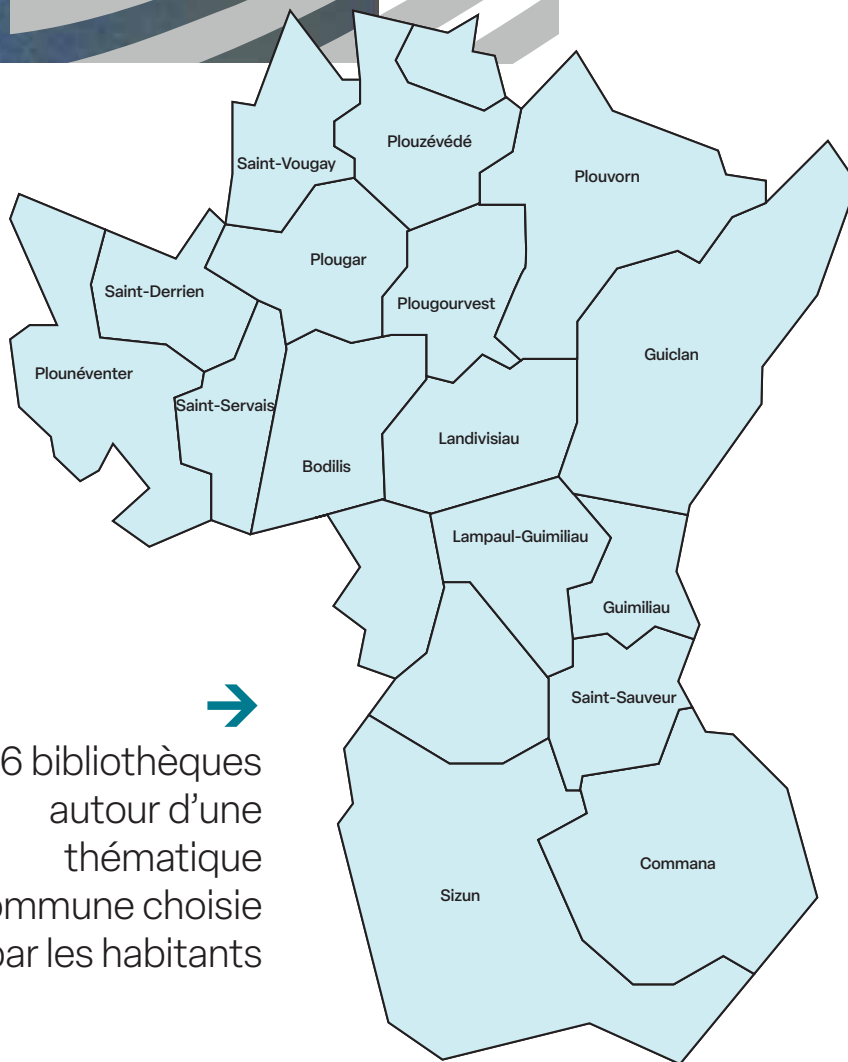 Saint-Vougay
Plouzévédé
Plouvorn
Plougar
Saint-Derrien
Plougourvest
Guiclan
Plounéventer
Saint-Servais
Landivisiau
Bodilis
Lampaul-Guimiliau
Guimiliau
Saint-Sauveur
Commana
Sizun
6 bibliothèques
autour d’une
thématique
ommune choisie
par les habitants